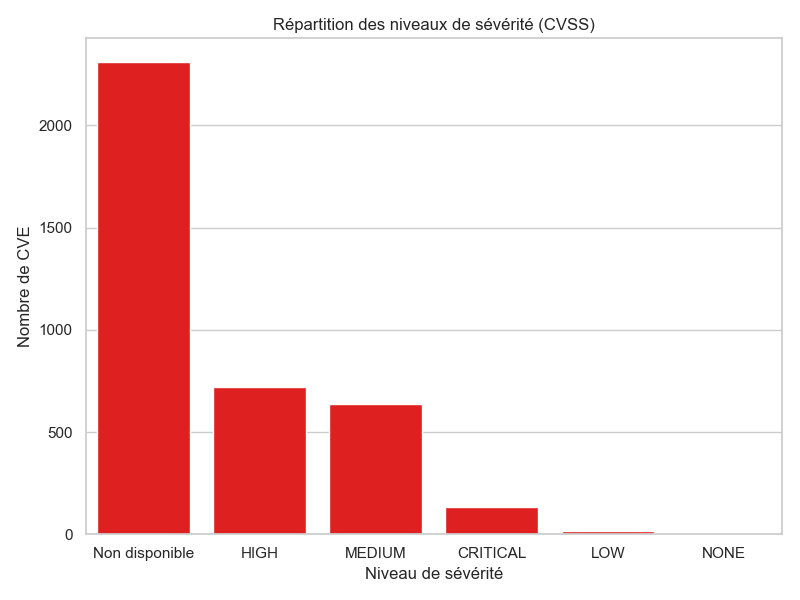 Répartition des niveaux de sévérité (CVSS)
Nombre de CVE
2000
1500
1000
500
0
Non disponible
HIGH
MEDIUM
CRITICAL
LOW
NONE
Niveau de sévérité